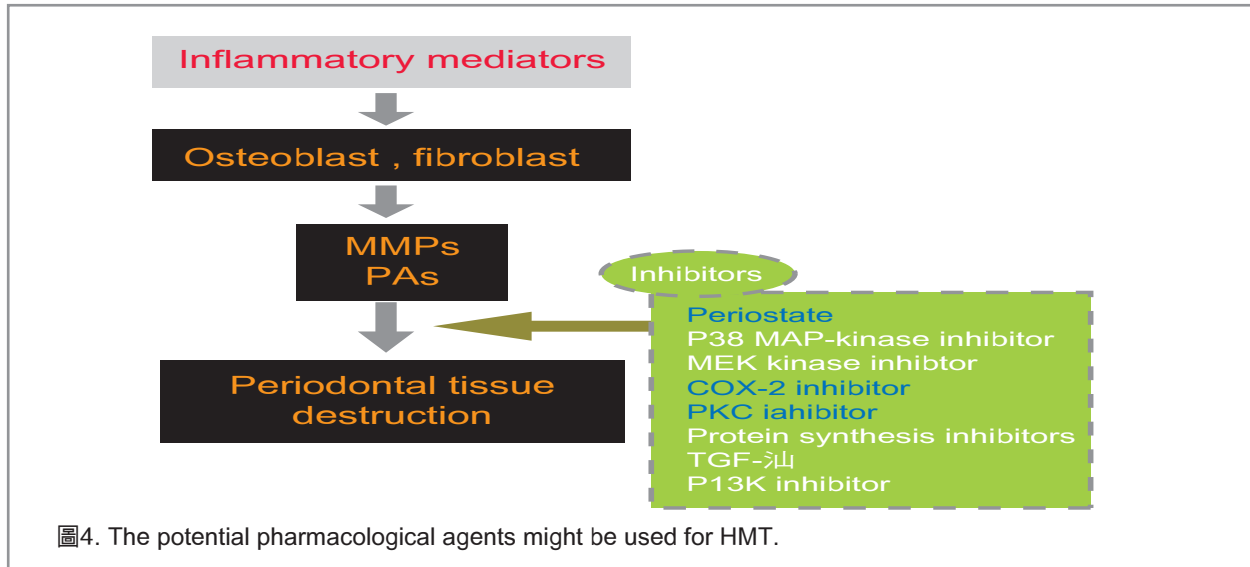 Inflammatory mediators
Osteoblast , fibroblast
MMPs
PAs
Inhibitors
Periostate
P38 MAP-kinase inhibitor
MEK kinase inhibtor
COX-2 inhibitor
PKC iahibitor
Protein synthesis inhibitors
TGF-汕
P13K inhibitor
Periodontal tissue
destruction
圖4. The potential pharmacological agents might be used for HMT.